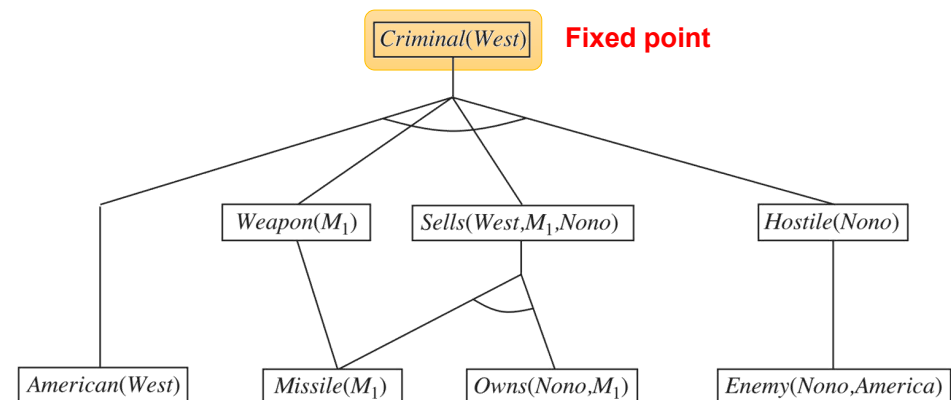 Criminal(West) Fixed point
Weapon(M₁) Sells(West,M₁,Nono) Hostile(Nono)
American(West) Missile(M₁) Owns(Nono,M₁) Enemy(Nono,America)